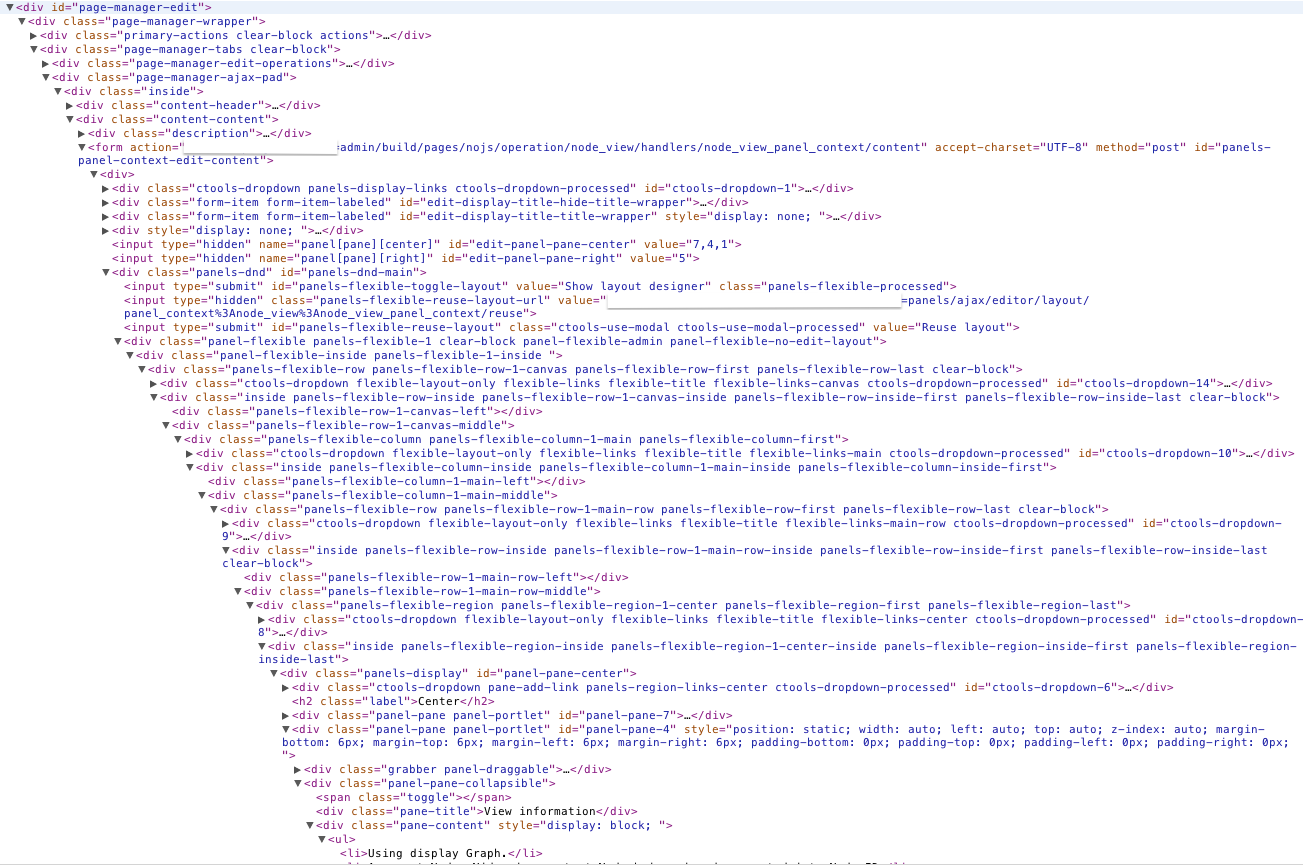 ▼<div id="page-manager-edit">
▼<div class="page-manager-wrapper">
▶<div class="primary-actions clear-block actions">…</div>
▼<div class="page-manager-tabs clear-block">
▶<div class="page-manager-edit-operations">…</div>
▼<div class="page-manager-ajax-pad">
▼<div class="inside">
▶<div class="content-header">…</div>
▼<div class="content-content">
▶<div class="description">…</div>
▼<form action=" =admin/build/pages/nojs/operation/node_view/handlers/node_view_panel_context/content" accept-charset="UTF-8" method="post" id="panels-
panel-context-edit-content">
▼<div>
▶<div class="ctools-dropdown panels-display-links ctools-dropdown-processed" id="ctools-dropdown-1">…</div>
▶<div class="form-item form-item-labeled" id="edit-display-title-hide-title-wrapper">…</div>
▶<div class="form-item form-item-labeled" id="edit-display-title-title-wrapper" style="display: none; ">…</div>
▶<div style="display: none; ">…</div>
<input type="hidden" name="panel[pane][center]" id="edit-panel-pane-center" value="7,4,1">
<input type="hidden" name="panel[pane][right]" id="edit-panel-pane-right" value="5">
▼<div class="panels-dnd" id="panels-dnd-main">
<input type="submit" id="panels-flexible-toggle-layout" value="Show layout designer" class="panels-flexible-processed">
<input type="hidden" class="panels-flexible-reuse-layout-url" value=" =panels/ajax/editor/layout/
panel_context%3Anode_view%3Anode_view_panel_context/reuse">
<input type="submit" id="panels-flexible-reuse-layout" class="ctools-use-modal ctools-use-modal-processed" value="Reuse layout">
▼<div class="panel-flexible panels-flexible-1 clear-block panel-flexible-admin panel-flexible-no-edit-layout">
▼<div class="panel-flexible-inside panels-flexible-1-inside ">
▼<div class="panels-flexible-row panels-flexible-row-1-canvas panels-flexible-row-first panels-flexible-row-last clear-block">
▶<div class="ctools-dropdown flexible-layout-only flexible-links flexible-title flexible-links-canvas ctools-dropdown-processed" id="ctools-dropdown-14">…</div>
▼<div class="inside panels-flexible-row-inside panels-flexible-row-1-canvas-inside panels-flexible-row-inside-first panels-flexible-row-inside-last clear-block">
<div class="panels-flexible-row-1-canvas-left"></div>
▼<div class="panels-flexible-row-1-canvas-middle">
▼<div class="panels-flexible-column panels-flexible-column-1-main panels-flexible-column-first">
▶<div class="ctools-dropdown flexible-layout-only flexible-links flexible-title flexible-links-main ctools-dropdown-processed" id="ctools-dropdown-10">…</div>
▼<div class="inside panels-flexible-column-inside panels-flexible-column-1-main-inside panels-flexible-column-inside-first">
<div class="panels-flexible-column-1-main-left"></div>
▼<div class="panels-flexible-column-1-main-middle">
▼<div class="panels-flexible-row panels-flexible-row-1-main-row panels-flexible-row-first panels-flexible-row-last clear-block">
▶<div class="ctools-dropdown flexible-layout-only flexible-links flexible-title flexible-links-main-row ctools-dropdown-processed" id="ctools-dropdown-
9">…</div>
▼<div class="inside panels-flexible-row-inside panels-flexible-row-1-main-row-inside panels-flexible-row-inside-first panels-flexible-row-inside-last
clear-block">
<div class="panels-flexible-row-1-main-row-left"></div>
▼<div class="panels-flexible-row-1-main-row-middle">
▼<div class="panels-flexible-region panels-flexible-region-1-center panels-flexible-region-first panels-flexible-region-last">
▶<div class="ctools-dropdown flexible-layout-only flexible-links flexible-title flexible-links-center ctools-dropdown-processed" id="ctools-dropdown-
8">…</div>
▼<div class="inside panels-flexible-region-inside panels-flexible-region-1-center-inside panels-flexible-region-inside-first panels-flexible-region-
inside-last">
▼<div class="panels-display" id="panel-pane-center">
▶<div class="ctools-dropdown pane-add-link panels-region-links-center ctools-dropdown-processed" id="ctools-dropdown-6">…</div>
<h2 class="label">Center</h2>
▶<div class="panel-pane panel-portlet" id="panel-pane-7">…</div>
▼<div class="panel-pane panel-portlet" id="panel-pane-4" style="position: static; width: auto; left: auto; top: auto; z-index: auto; margin-
bottom: 6px; margin-top: 6px; margin-left: 6px; margin-right: 6px; padding-bottom: 0px; padding-top: 0px; padding-left: 0px; padding-right: 0px;
">
▶<div class="grabber panel-draggable">…</div>
▼<div class="panel-pane-collapsible">
<span class="toggle"></span>
<div class="pane-title">View information</div>
▼<div class="pane-content" style="display: block; ">
▼<ul>
<li>Using display Graph.</li>